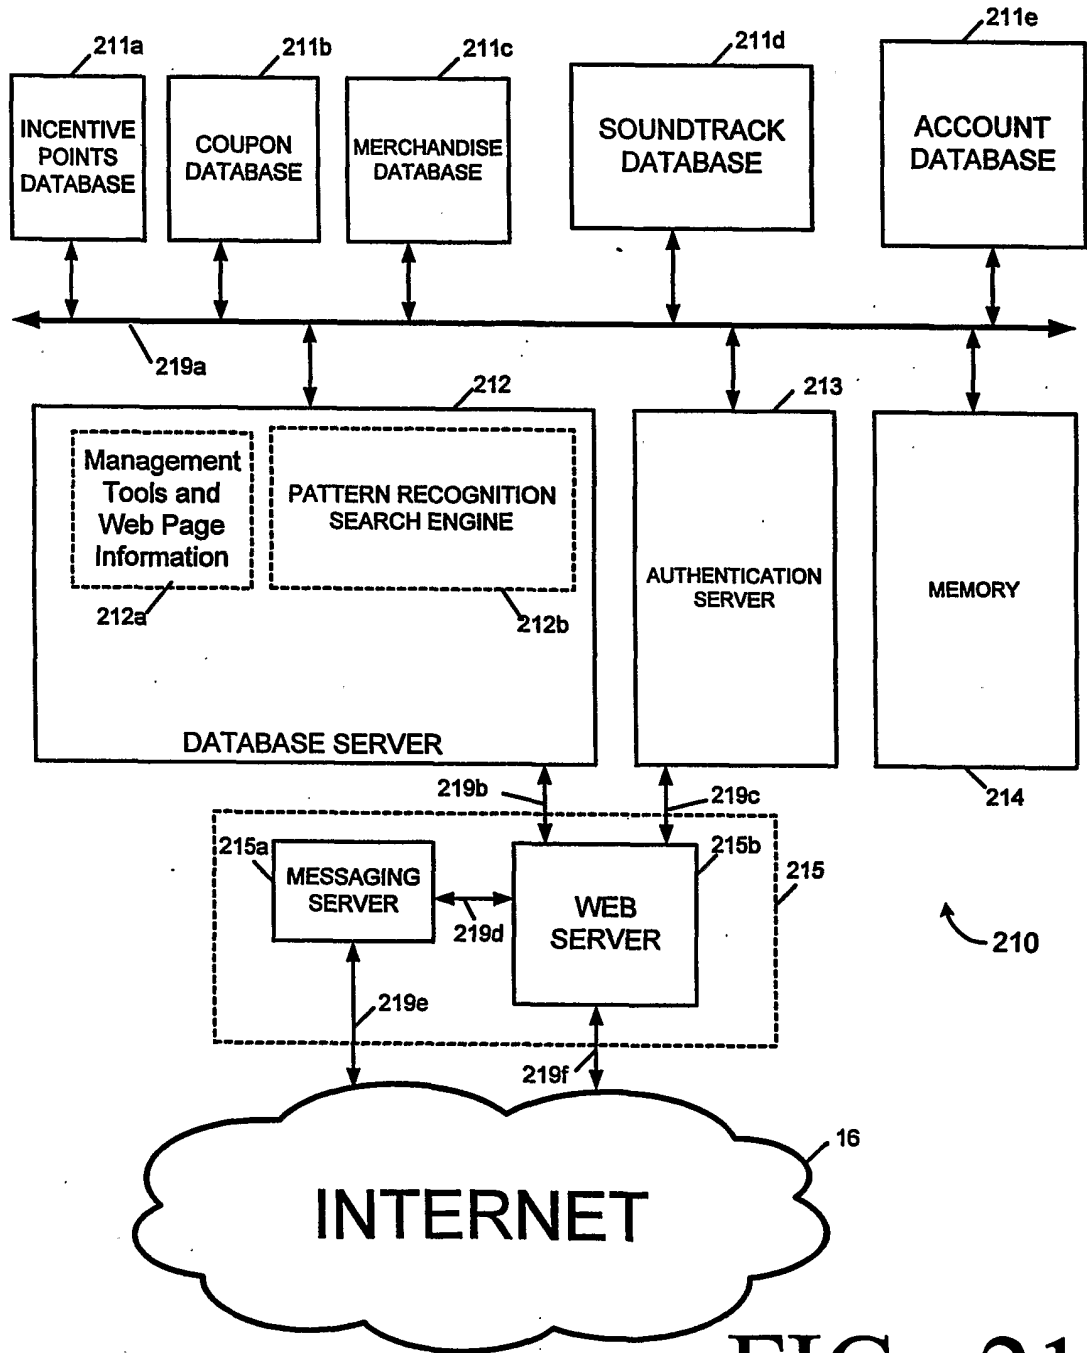 211a
211b
211c
211d
211e
INCENTIVE
POINTS
DATABASE
COUPON
DATABASE
MERCHANDISE
DATABASE
SOUNDTRACK
DATABASE
ACCOUNT
DATABASE
219a
212
213
Management
Tools and
Web Page
Information
212a
PATTERN RECOGNITION
SEARCH ENGINE
212b
DATABASE SERVER
AUTHENTICATION
SERVER
MEMORY
214
219b
219c
215a
MESSAGING
SERVER
219d
215b
WEB
SERVER
215
210
219e
219f
16
INTERNET
FIG. 21